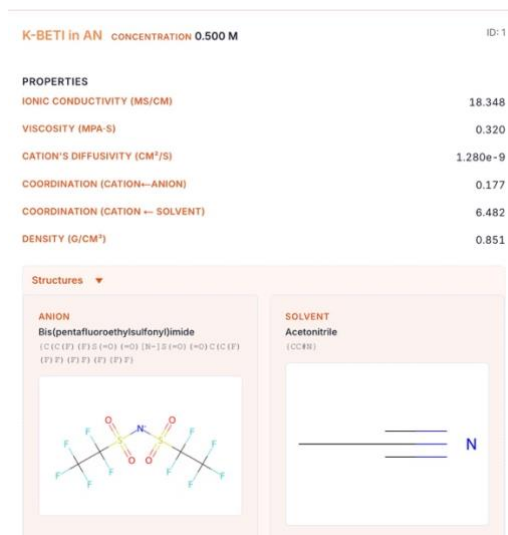 K-BETI in AN CONCENTRATION 0.500 M ID: 1
PROPERTIES
IONIC CONDUCTIVITY (MS/CM) 18.348
VISCOSITY (MPA·S) 0.320
CATION'S DIFFUSIVITY (CM²/S) 1.280e-9
COORDINATION (CATION←ANION) 0.177
COORDINATION (CATION ← SOLVENT) 6.482
DENSITY (G/CM³) 0.851
Structures ▼
ANION
Bis(pentafluoroethylsulfonyl)imide
(C(C(F)(F)S(=O)(=O)[N-]S(=O)(=O)C(C(F)
(F)F)(F)F)(F)(F)F)
O O
N-
F F S S F F
F F O O F F
F F
SOLVENT
Acetonitrile
(CC#N)
N